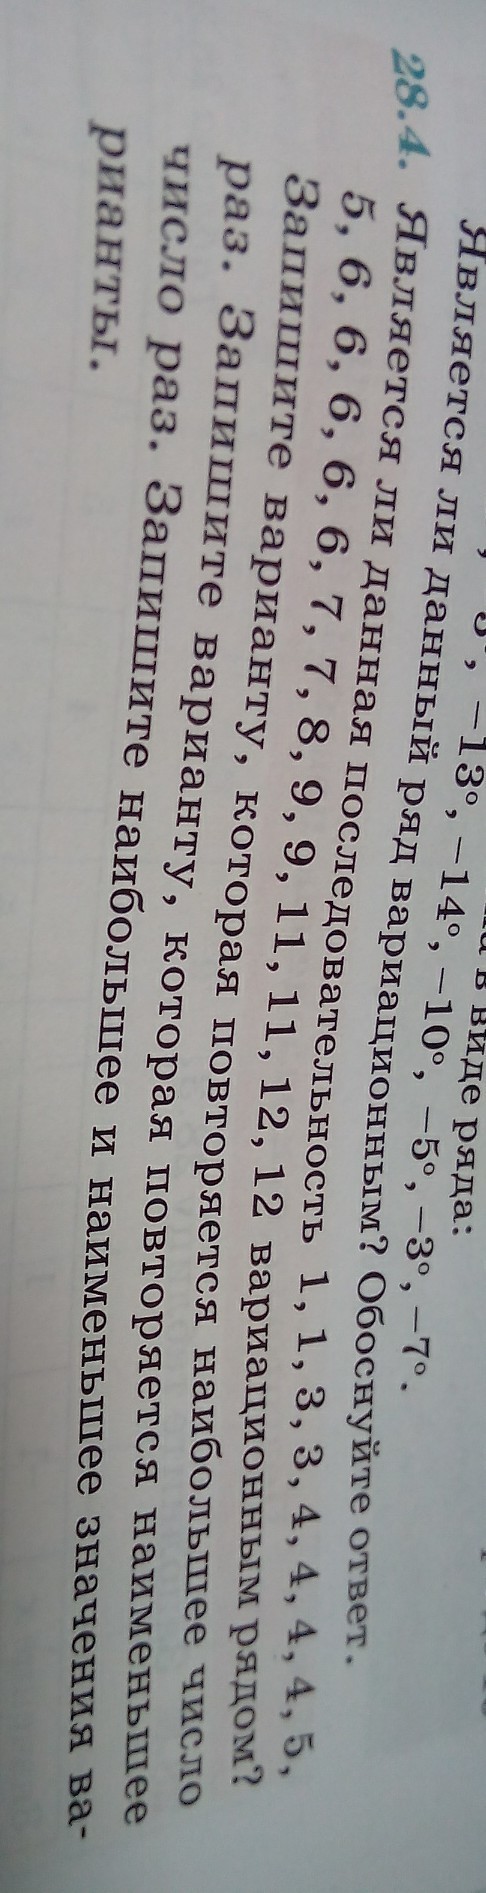 в виде ряда:
, −13°, −14°, −10°, −5°, −3°, −7°.
Является ли данный ряд вариационным? Обоснуйте ответ.
28.4. Является ли данная последовательность 1, 1, 3, 3, 4, 4, 4, 4, 5,
5, 6, 6, 6, 6, 6, 7, 7, 8, 9, 9, 11, 11, 12, 12 вариационным рядом?
Запишите варианту, которая повторяется наибольшее число
раз. Запишите варианту, которая повторяется наименьшее
число раз. Запишите наибольшее и наименьшее значения ва-
рианты.